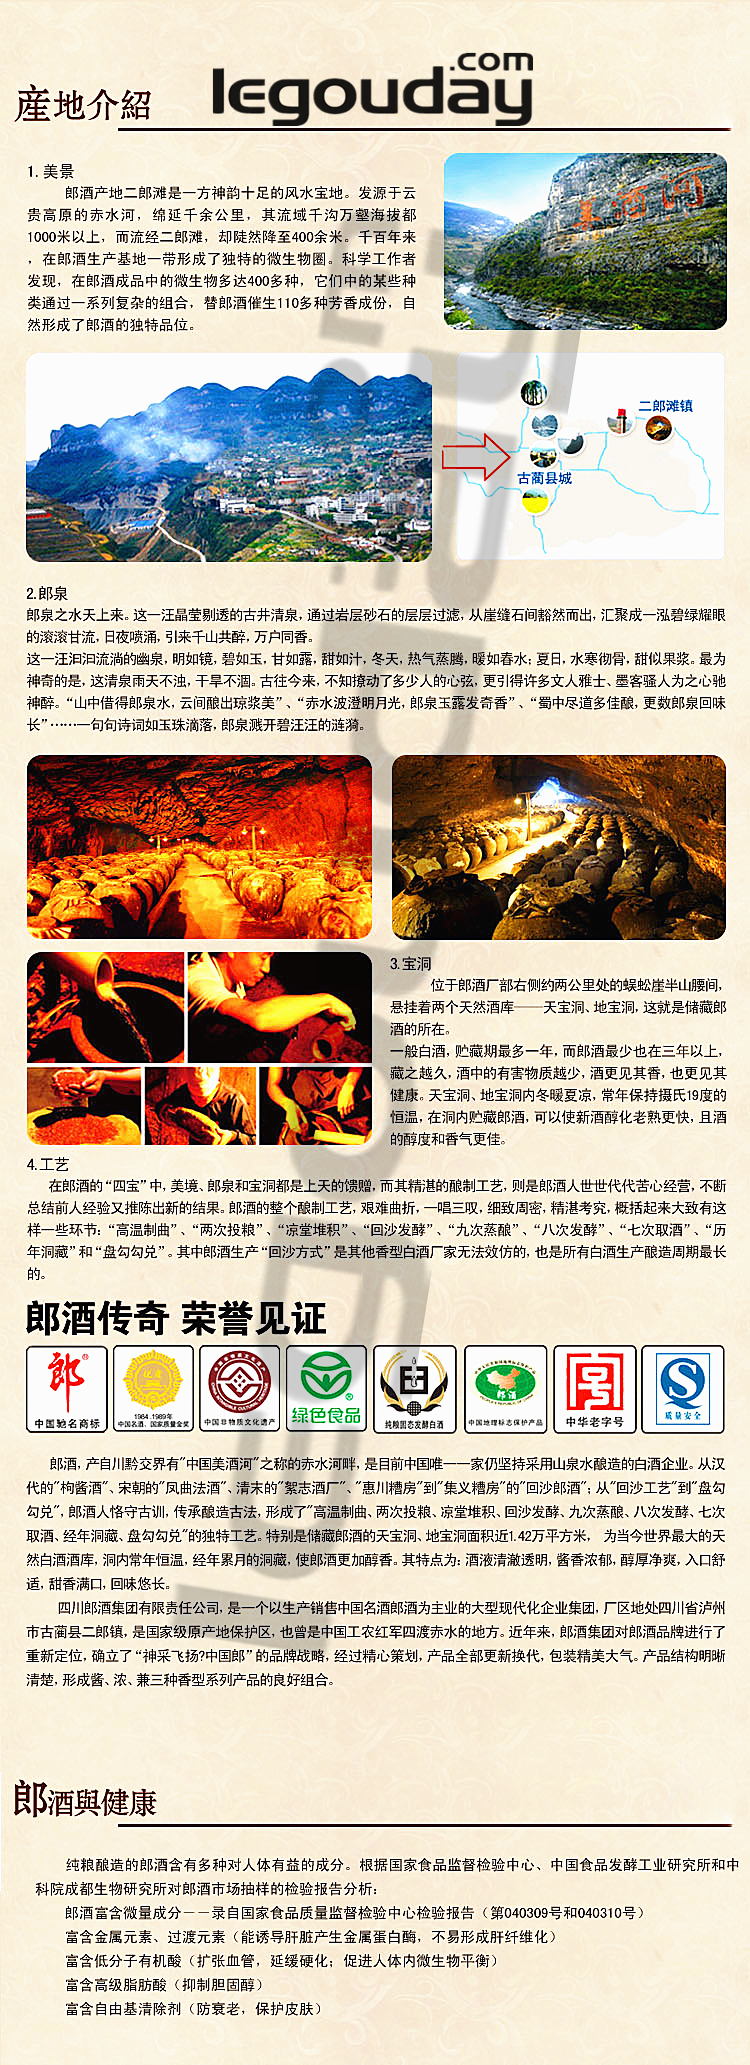 legouday.com
産地介紹
1.美景
郎酒产地二郎滩是一方神韵十足的风水宝地。发源于云
贵高原的赤水河，绵延千余公里，其流域千沟万壑海拔都
1000米以上，而流经二郎滩，却陡然降至400余米。千百年来
，在郎酒生产基地一带形成了独特的微生物圈。科学工作者
发现，在郎酒成品中的微生物多达400多种，它们中的某些种
类通过一系列复杂的组合，替郎酒催生110多种芳香成份，自
然形成了郎酒的独特品位。
美酒河
二郎滩镇
古蔺县城
2.郎泉
郎泉之水天上来。这一汪晶莹剔透的古井清泉，通过岩层砂石的层层过滤，从崖缝石间豁然而出，汇聚成一泓碧绿耀眼
的滚滚甘流，日夜喷涌，引来千山共醉，万户同香。
这一汪汩汩流淌的幽泉，明如镜，碧如玉，甘如露，甜如汁，冬天，热气蒸腾，暖如春水；夏日，水寒彻骨，甜似果浆。最为
神奇的是，这清泉雨天不浊，干旱不涸。古往今来，不知撩动了多少人的心弦，更引得许多文人雅士、墨客骚人为之心驰
神醉。“山中借得郎泉水，云间酿出琼浆美”、“赤水波澄明月光，郎泉玉露发奇香”、“蜀中尽道多佳酿，更数郎泉回味
长”……一句句诗词如玉珠滴落，郎泉溅开碧汪汪的涟漪。
3.宝洞
位于郎酒厂部右侧约两公里处的蜈蚣崖半山腰间，
悬挂着两个天然酒库——天宝洞、地宝洞，这就是储藏郎
酒的所在。
一般白酒，贮藏期最多一年，而郎酒最少也在三年以上，
藏之越久，酒中的有害物质越少，酒更见其香，也更见其
健康。天宝洞、地宝洞内冬暖夏凉，常年保持摄氏19度的
恒温，在洞内贮藏郎酒，可以使新酒醇化老熟更快，且酒
的醇度和香气更佳。
4.工艺
在郎酒的“四宝”中，美境、郎泉和宝洞都是上天的馈赠，而其精湛的酿制工艺，则是郎酒人世世代代苦心经营，不断
总结前人经验又推陈出新的结果。郎酒的整个酿制工艺，艰难曲折，一唱三叹，细致周密，精湛考究，概括起来大致有这
样一些环节：“高温制曲”、“两次投粮”、“凉堂堆积”、“回沙发酵”、“九次蒸酿”、“八次发酵”、“七次取酒”、“历
年洞藏”和“盘勾勾兑”。其中郎酒生产“回沙方式”是其他香型白酒厂家无法效仿的，也是所有白酒生产酿造周期最长
的。
郎酒传奇 荣誉见证
郎®
中国驰名商标
1984.1989年
中国名酒、国家质量金奖
中国非物质文化遗产
绿色食品
纯粮固态发酵白酒
中国地理标志保护产品
中华老字号
质量安全
郎酒，产自川黔交界有"中国美酒河"之称的赤水河畔，是目前中国唯一一家仍坚持采用山泉水酿造的白酒企业。从汉
代的"枸酱酒"、宋朝的"凤曲法酒"、清末的"絮志酒厂"、"惠川糟房"到"集义糟房"的"回沙郎酒"；从"回沙工艺"到"盘勾
勾兑"，郎酒人恪守古训，传承酿造古法，形成了"高温制曲、两次投粮、凉堂堆积、回沙发酵、九次蒸酿、八次发酵、七次
取酒、经年洞藏、盘勾勾兑"的独特工艺。特别是储藏郎酒的天宝洞、地宝洞面积近1.42万平方米， 为当今世界最大的天
然白酒酒库，洞内常年恒温，经年累月的洞藏，使郎酒更加醇香。其特点为：酒液清澈透明，酱香浓郁，醇厚净爽，入口舒
适，甜香满口，回味悠长。
四川郎酒集团有限责任公司，是一个以生产销售中国名酒郎酒为主业的大型现代化企业集团，厂区地处四川省泸州
市古蔺县二郎镇，是国家级原产地保护区，也曾是中国工农红军四渡赤水的地方。近年来，郎酒集团对郎酒品牌进行了
重新定位，确立了“神采飞扬?中国郎”的品牌战略，经过精心策划，产品全部更新换代，包装精美大气。产品结构明晰
清楚，形成酱、浓、兼三种香型系列产品的良好组合。
郎酒與健康
纯粮酿造的郎酒含有多种对人体有益的成分。根据国家食品监督检验中心、中国食品发酵工业研究所和中
科院成都生物研究所对郎酒市场抽样的检验报告分析：
郎酒富含微量成分－－录自国家食品质量监督检验中心检验报告（第040309号和040310号）
富含金属元素、过渡元素（能诱导肝脏产生金属蛋白酶，不易形成肝纤维化）
富含低分子有机酸（扩张血管，延缓硬化；促进人体内微生物平衡）
富含高级脂肪酸（抑制胆固醇）
富含自由基清除剂（防衰老，保护皮肤）